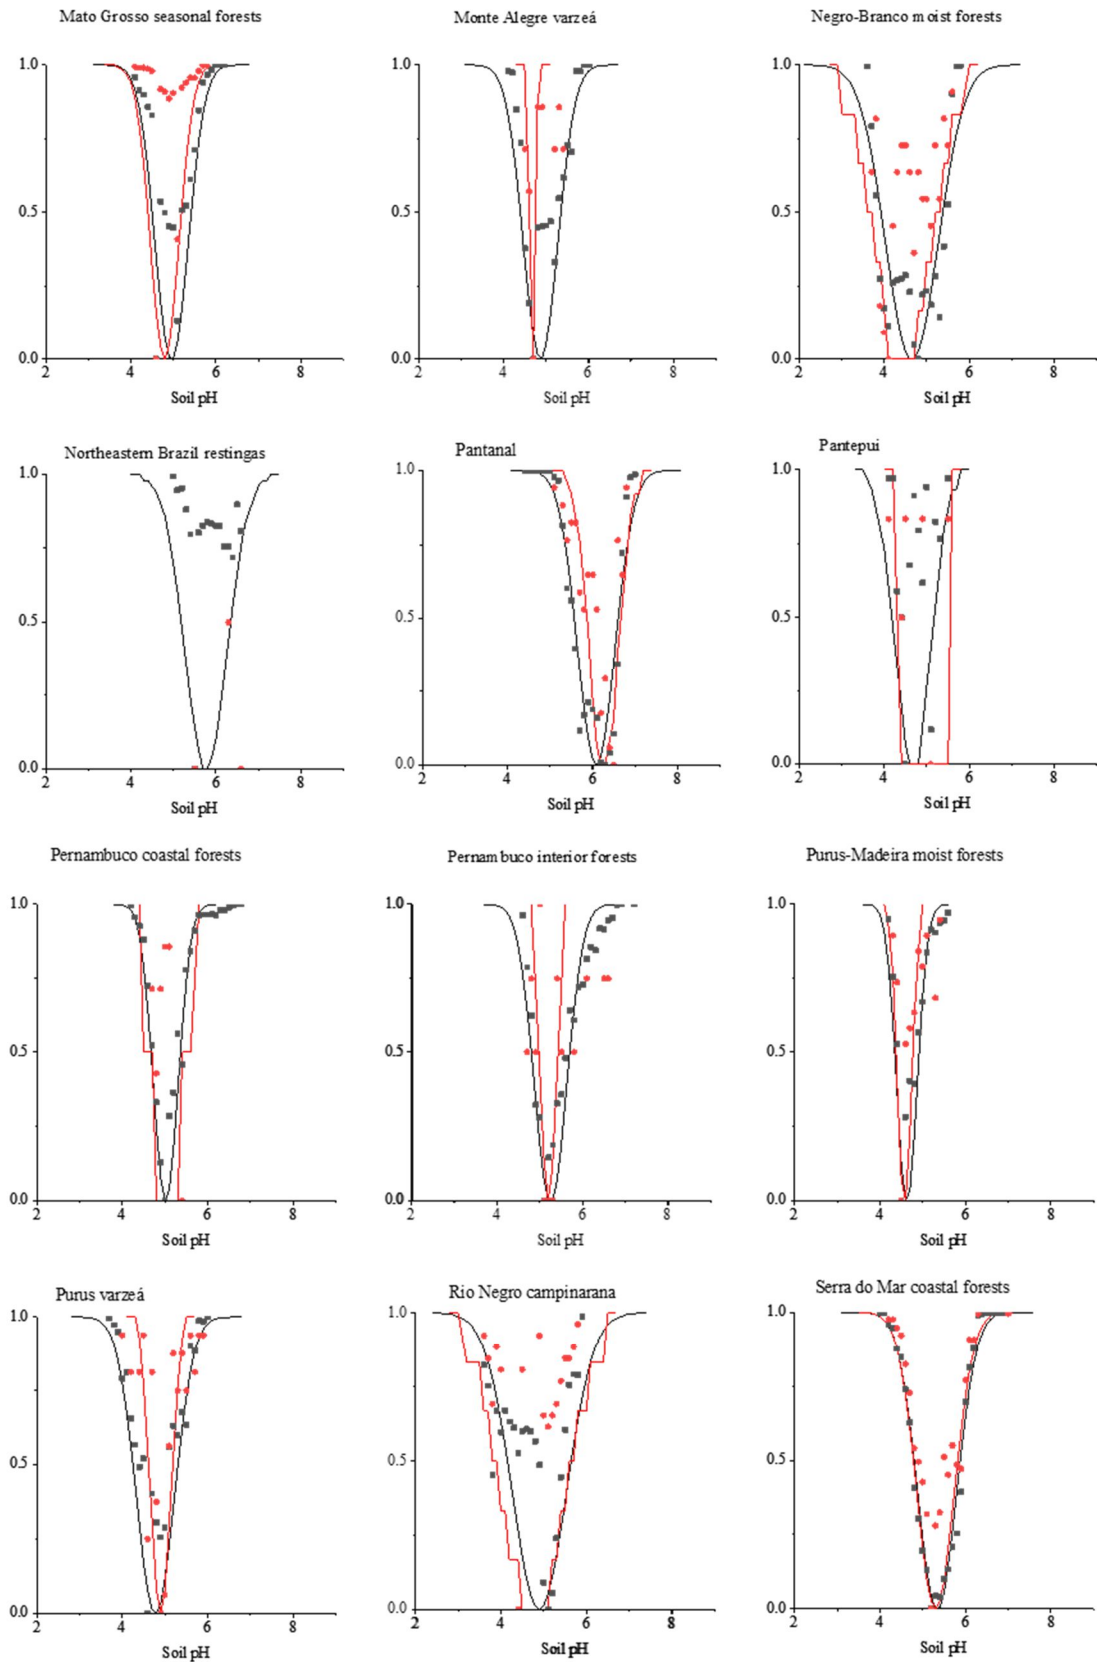 Mato Grosso seasonal forests
Monte Alegre varzeá
Negro-Branco moist forests
1.0
1.0
1.0
0.5
0.5
0.5
0.0
0.0
0.0
2 4 6 8
2 4 6 8
2 4 6 8
Soil pH
Soil pH
Soil pH
Northeastern Brazil restingas
Pantanal
Pantepui
1.0
1.0
1.0
0.5
0.5
0.5
0.0
0.0
0.0
2 4 6 8
2 4 6 8
2 4 6 8
Soil pH
Soil pH
Soil pH
Pernambuco coastal forests
Pernambuco interior forests
Purus-Madeira moist forests
1.0
1.0
1.0
0.5
0.5
0.5
0.0
0.0
0.0
2 4 6 8
2 4 6 8
2 4 6 8
Soil pH
Soil pH
Soil pH
Purus varzeá
Rio Negro campinarana
Serra do Mar coastal forests
1.0
1.0
1.0
0.5
0.5
0.5
0.0
0.0
0.0
2 4 6 8
2 4 6 8
2 4 6 8
Soil pH
Soil pH
Soil pH